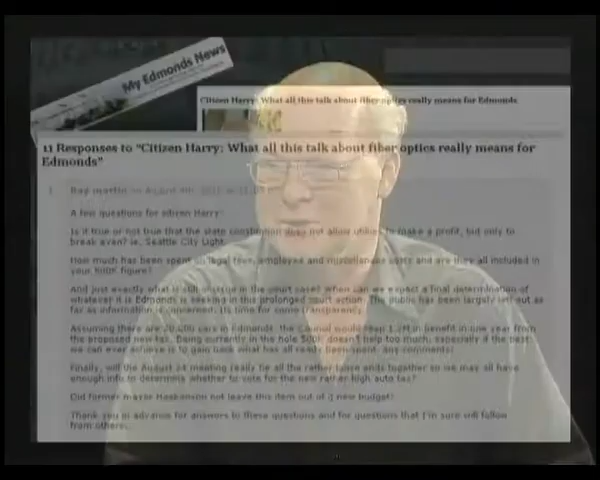 My Edmonds News
Citizen Harry: What all this talk about fiber optics really means for Edmonds
11 Responses to "Citizen Harry: What all this talk about fiber optics really means for
Edmonds"
1
A few questions for citizen Harry:
Is it true or not true that the state constitution does not allow utilities to make a profit, but only to
break even? ie. Seattle City Light.
How much has been spent on legal fees, employee and miscellaneous costs and are they all included in
your 500K figure?
And just exactly what is still at issue in the court case? When can we expect a final determination of
whatever it is Edmonds is seeking in this prolonged court action. The public has been largely left out as
far as information is concerned. Its time for some transparency.
Assuming there are cars in Edmonds, the Council would reap in benefit in one year from
the proposed new tax. Being currently in the hole 500K doesn't help too much, especially if the best
we can ever achieve is to gain back what has all ready been spent. any comments?
Finally, will the August 24 meeting really tie all the rather loose ends together so we may all have
enough info to determine whether to vote for the new rather high auto tax?
Did former mayor Haakenson not leave this item out of new budget?
Thank you in advance for answers to these questions and for questions that I'm sure will follow
from others.